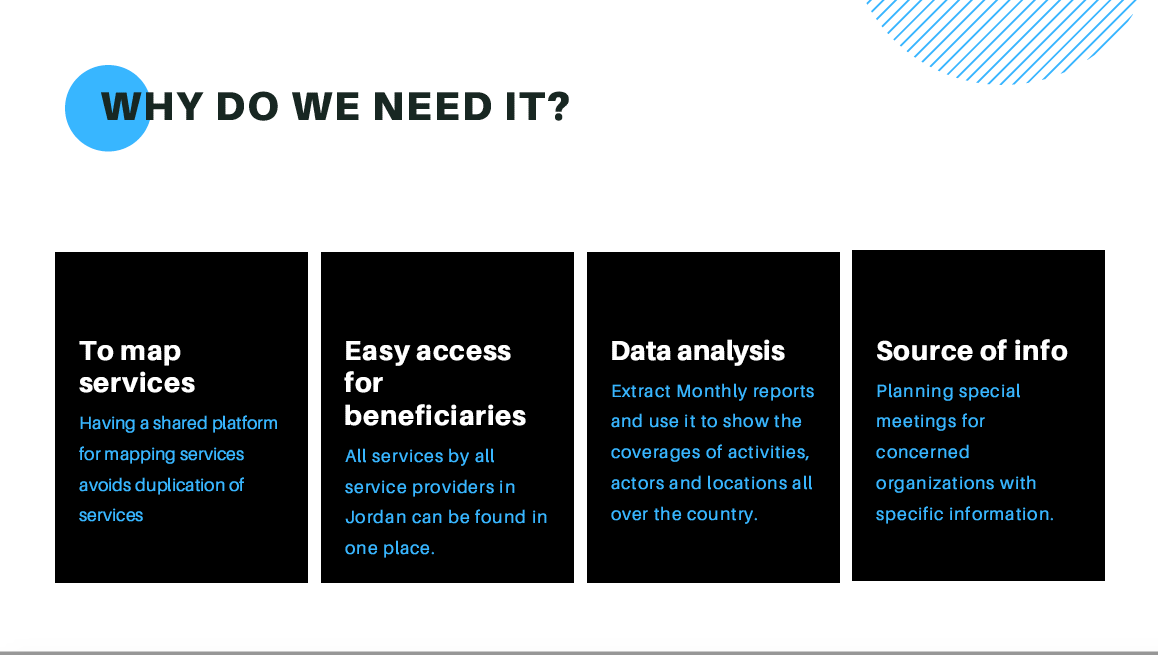 WHY DO WE NEED IT?
To map
services
Having a shared platform
for mapping services
avoids duplication of
services
Easy access
for
beneficiaries
All services by all
service providers in
Jordan can be found in
one place.
Data analysis
Extract Monthly reports
and use it to show the
coverages of activities,
actors and locations all
over the country.
Source of info
Planning special
meetings for
concerned
organizations with
specific information.